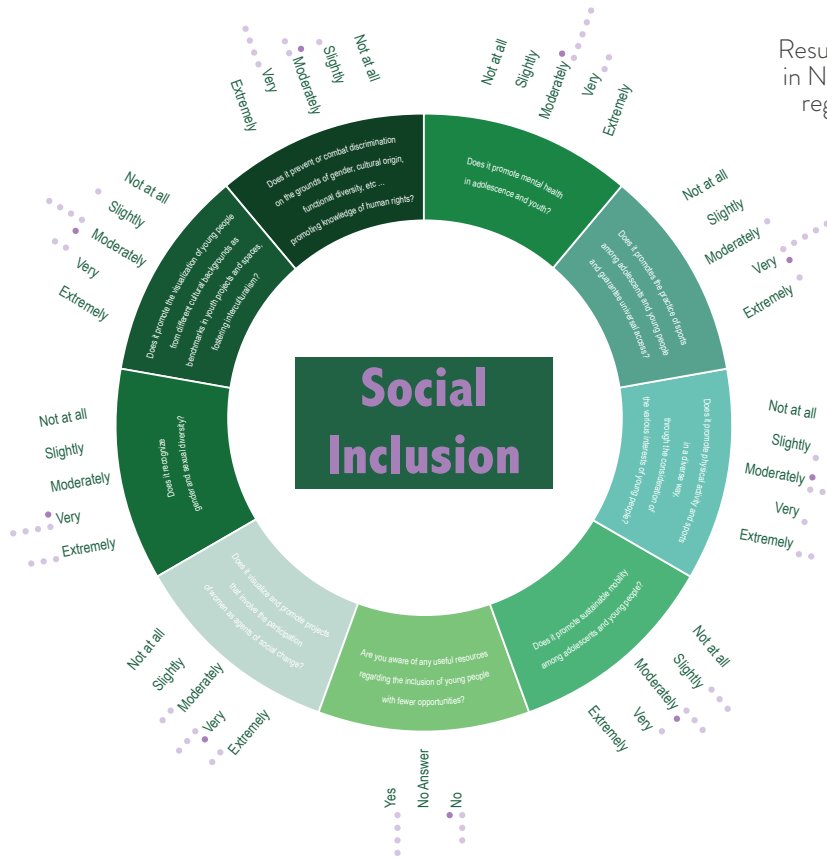 Resu
in N
reg
Social
Inclusion
Does it promote mental health
in adolescence and youth?
Not at all
Slightly
Moderately
Very
Extremely
Does it promotes the practice of sports
among adolescents and young people
and guarantee universal access?
Not at all
Slightly
Moderately
Very
Extremely
Does it promote physical activity and sports
in a diverse way,
through the consideration of
the various interests of young people?
Not at all
Slightly
Moderately
Very
Extremely
Does it promote sustainable mobility
among adolescents and young people?
Not at all
Slightly
Moderately
Very
Extremely
Are you aware of any useful resources
regarding the inclusion of young people
with fewer opportunities?
Yes
No Answer
No
Does it visualize and promote projects
that involve the participation
of women as agents of social change?
Not at all
Slightly
Moderately
Very
Extremely
Does it recognize
gender and sexual diversity?
Not at all
Slightly
Moderately
Very
Extremely
Does it promote the visualization of young people
from different cultural backgrounds as
benchmarks in youth projects and spaces,
fostering interculturalism?
Not at all
Slightly
Moderately
Very
Extremely
Does it prevent or combat discrimination
on the grounds of gender, cultural origin,
functional diversity, etc ...
promoting knowledge of human rights?
Not at all
Slightly
Moderately
Very
Extremely